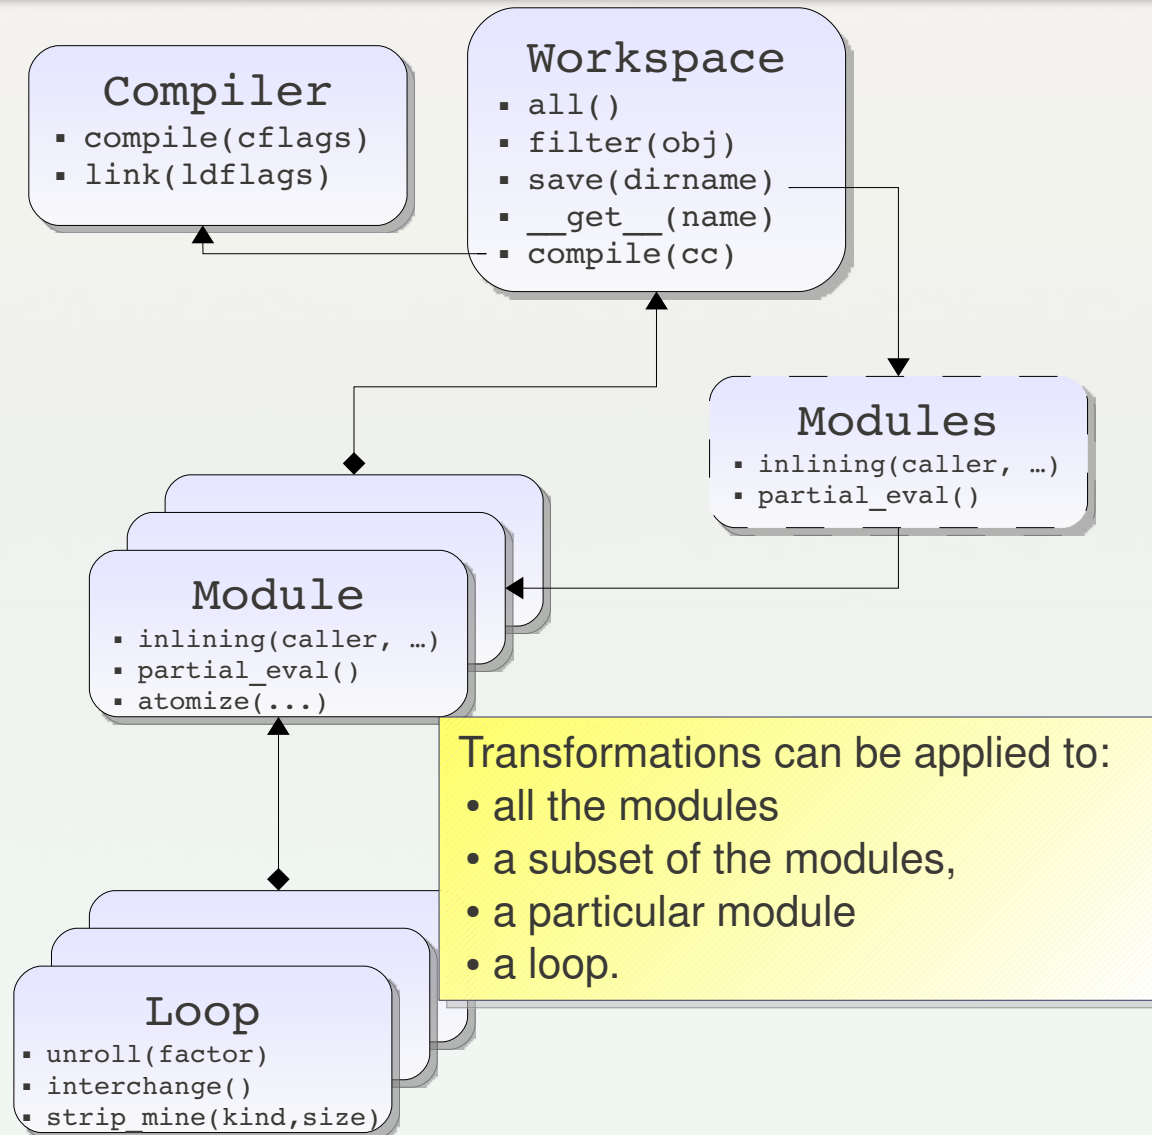 Compiler
▪ compile(cflags)
▪ link(ldflags)
Workspace
▪ all()
▪ filter(obj)
▪ save(dirname)
▪ __get__(name)
▪ compile(cc)
Modules
▪ inlining(caller, …)
▪ partial_eval()
Module
▪ inlining(caller, …)
▪ partial_eval()
▪ atomize(...)
Transformations can be applied to:
• all the modules
• a subset of the modules,
• a particular module
• a loop.
Loop
▪ unroll(factor)
▪ interchange()
▪ strip_mine(kind,size)